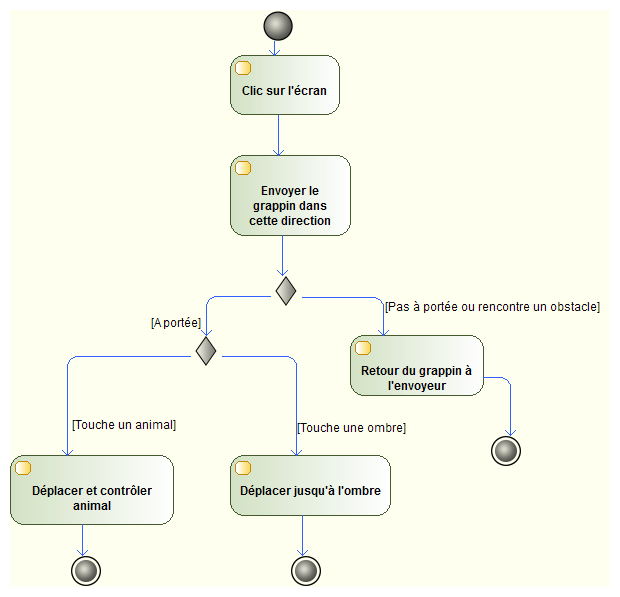 Clic sur l'écran
Envoyer le
grappin dans
cette direction
[Pas à portée ou rencontre un obstacle]
[A portée]
Retour du grappin à
l'envoyeur
[Touche un animal]
[Touche une ombre]
Déplacer et contrôler
animal
Déplacer jusqu'à l'ombre